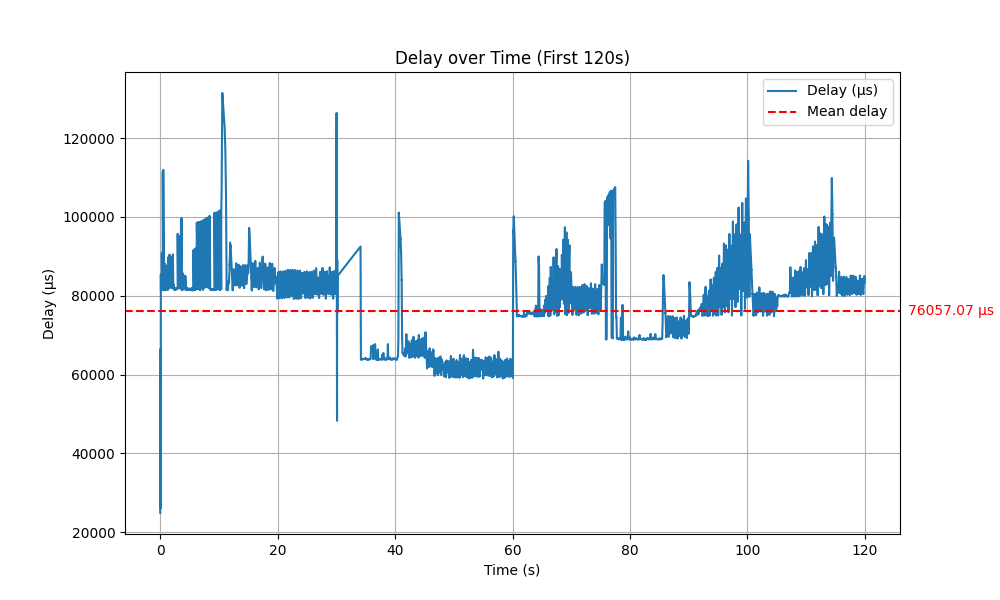 Delay over Time (First 120s)
Delay (µs)
Mean delay
120000
100000
80000
60000
40000
20000
Delay (µs)
76057.07 µs
0 20 40 60 80 100 120
Time (s)